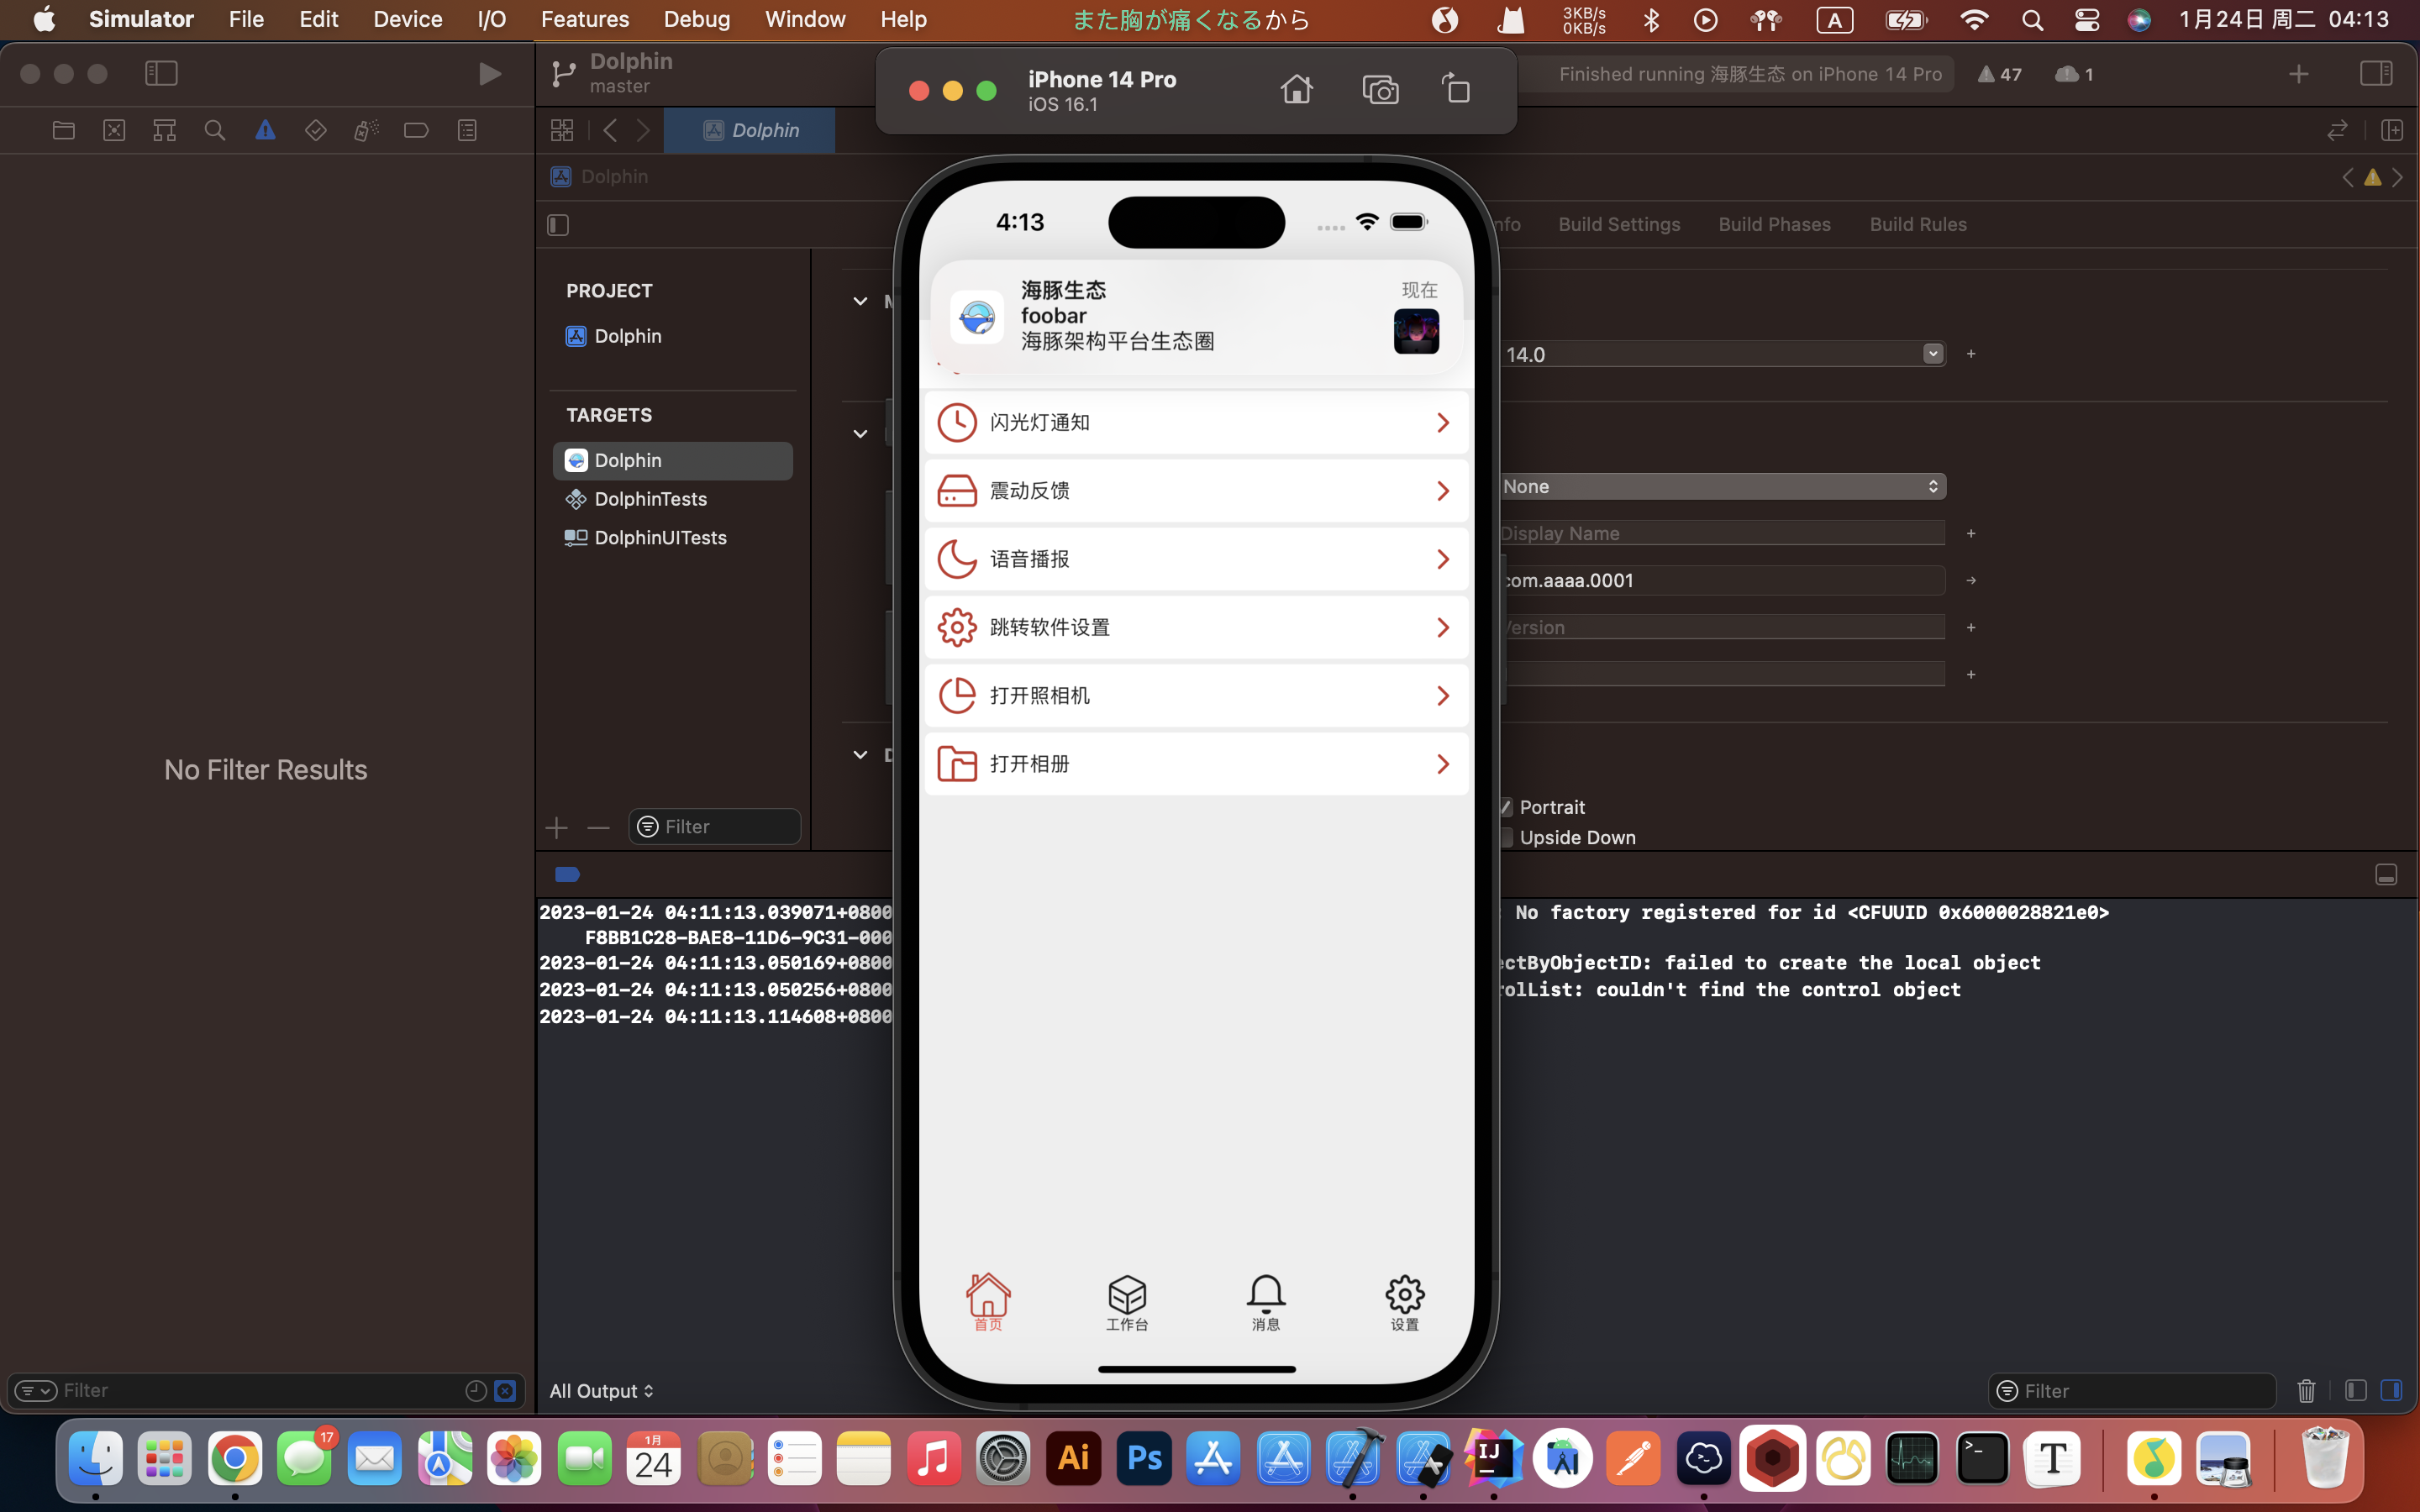 Simulator File Edit Device I/O Features Debug Window Help また胸が痛くなるから 3KB/s 0KB/s A 1月24日 周二 04:13
Dolphin
master
iPhone 14 Pro
iOS 16.1
Finished running 海豚生态 on iPhone 14 Pro 47 1
Dolphin
Dolphin
Build Settings Build Phases Build Rules
PROJECT
Dolphin
TARGETS
Dolphin
DolphinTests
DolphinUITests
Filter
No Filter Results
4:13
海豚生态 现在
foobar
海豚架构平台生态圈
闪光灯通知
震动反馈
语音播报
跳转软件设置
打开照相机
打开相册
首页 工作台 消息 设置
14.0
None
Display Name
com.aaaa.0001
Version
Portrait
Upside Down
2023-01-24 04:11:13.039071+0800 : No factory registered for id <CFUUID 0x6000028821e0>
F8BB1C28-BAE8-11D6-9C31-000
2023-01-24 04:11:13.050169+0800 ectByObjectID: failed to create the local object
2023-01-24 04:11:13.050256+0800 rolList: couldn't find the control object
2023-01-24 04:11:13.114608+0800
Filter
All Output
Filter
17
1月
24
Ai
Ps
IJ
T